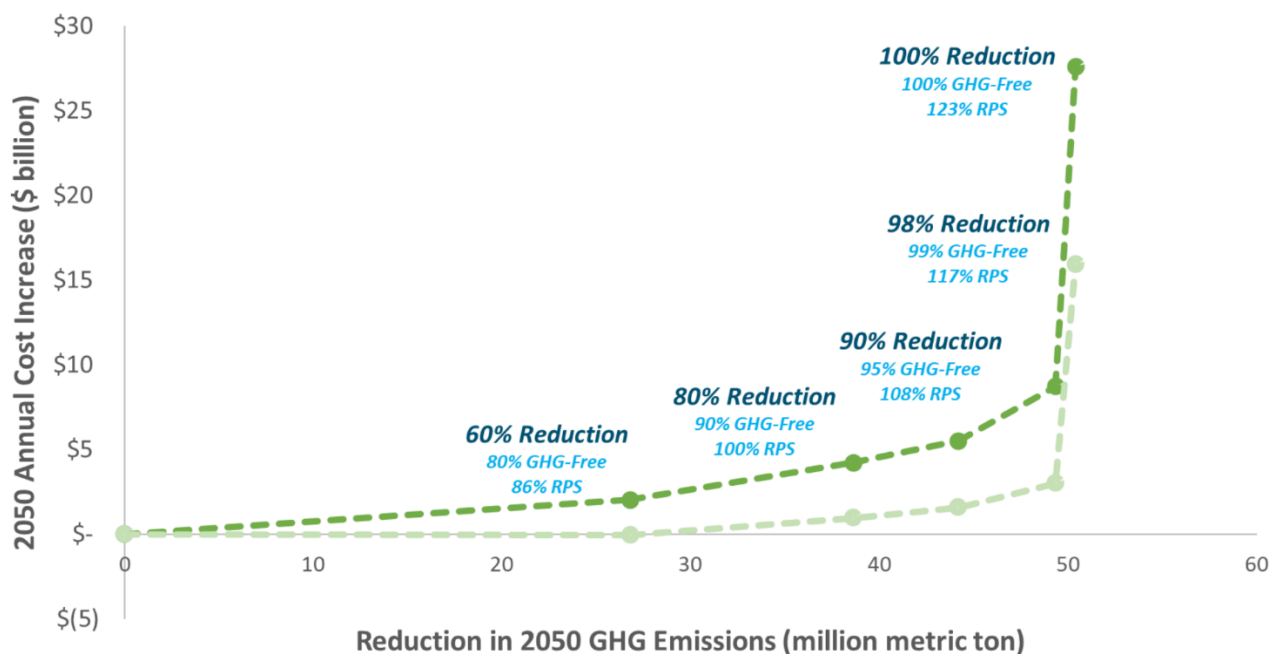 $30
$25
$20
$15
$10
$5
$-
$(5)
2050 Annual Cost Increase ($ billion)
100% Reduction
100% GHG-Free
123% RPS
98% Reduction
99% GHG-Free
117% RPS
90% Reduction
95% GHG-Free
108% RPS
80% Reduction
90% GHG-Free
100% RPS
60% Reduction
80% GHG-Free
86% RPS
0 10 20 30 40 50 60
Reduction in 2050 GHG Emissions (million metric ton)